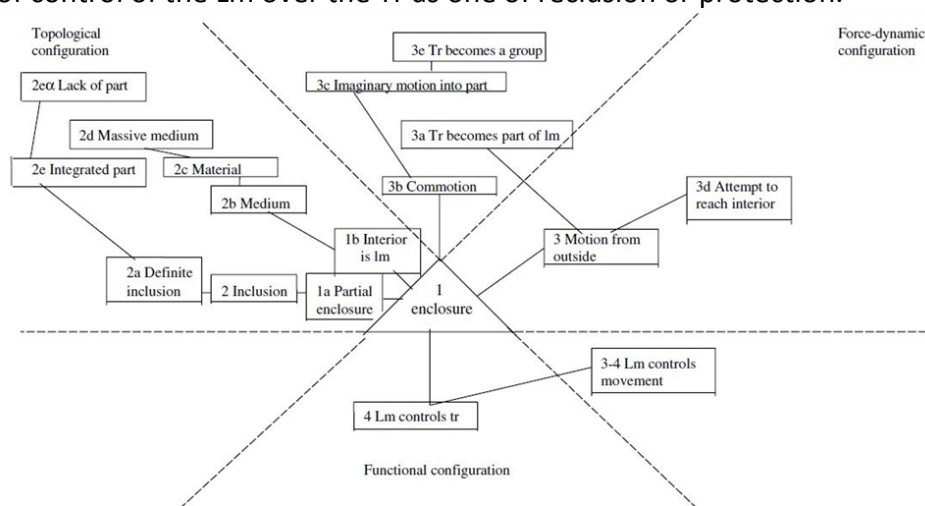 of control of the Lm over the Tr as one of reclusion or protection.
Topological
configuration
Force-dynamic
configuration
3e Tr becomes a group
2eα Lack of part
3c Imaginary motion into part
2d Massive medium
3a Tr becomes part of lm
2e Integrated part
2c Material
3b Commotion
3d Attempt to
reach interior
2b Medium
1b Interior
is lm
3 Motion from
outside
2a Definite
inclusion
2 Inclusion
1a Partial
enclosure
1
enclosure
3-4 Lm controls
movement
4 Lm controls tr
Functional configuration